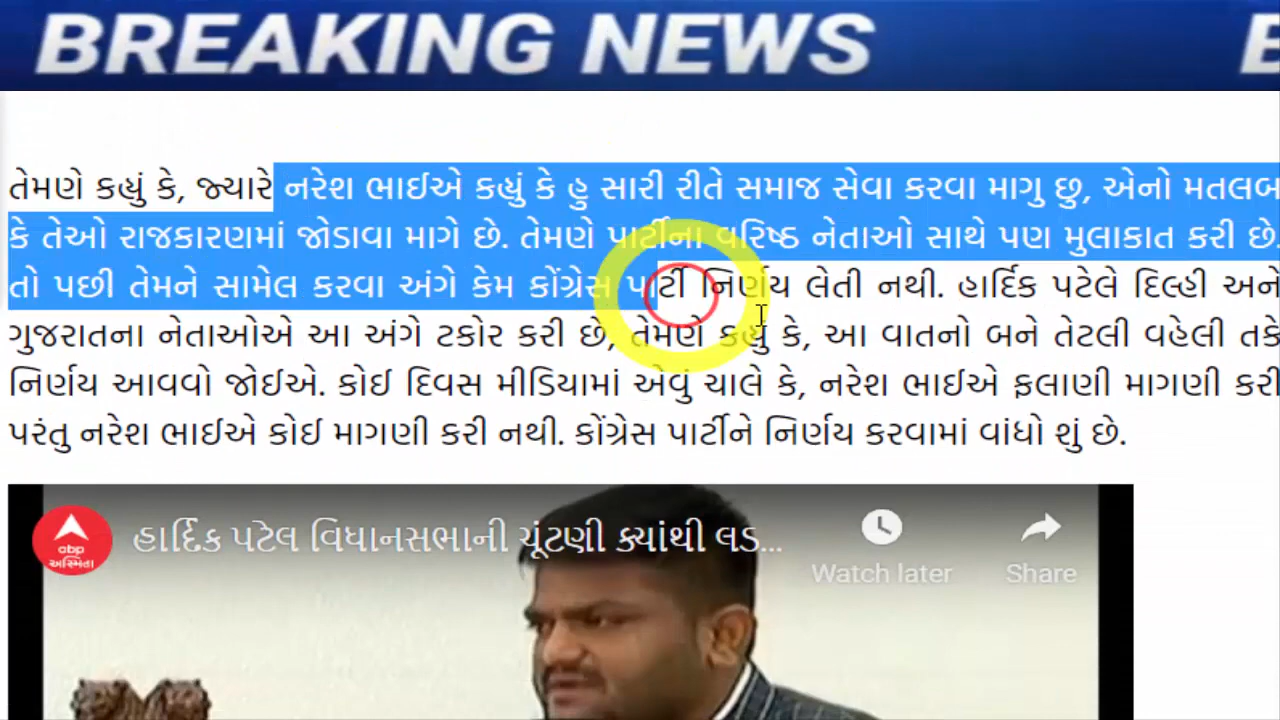 BREAKING NEWS
તેમણે કહ્યું કે, જ્યારે નરેશ ભાઈએ કહ્યું કે હુ સારી રીતે સમાજ સેવા કરવા માગુ છુ, એનો મતલબ
કે તેઓ રાજકારણમાં જોડાવા માગે છે. તેમણે પાર્ટીના વરિષ્ઠ નેતાઓ સાથે પણ મુલાકાત કરી છે
તો પછી તેમને સામેલ કરવા અંગે કેમ કોંગ્રેસ પાર્ટી નિર્ણય લેતી નથી. હાર્દિક પટેલે દિલ્હી અને
ગુજરાતના નેતાઓએ આ અંગે ટકોર કરી છે, તેમણે કહ્યું કે, આ વાતનો બને તેટલી વહેલી તકે
નિર્ણય આવવો જોઈએ. કોઈ દિવસ મીડિયામાં એવું ચાલે કે, નરેશ ભાઈએ ફલાણી માગણી કરી
પરંતુ નરેશ ભાઈએ કોઈ માગણી કરી નથી. કોંગ્રેસ પાર્ટીને નિર્ણય કરવામાં વાંધો શું છે.
abp
અસ્મિતા
હાર્દિક પટેલ વિધાનસભાની ચૂંટણી ક્યાંથી લડ...
Watch later
Share